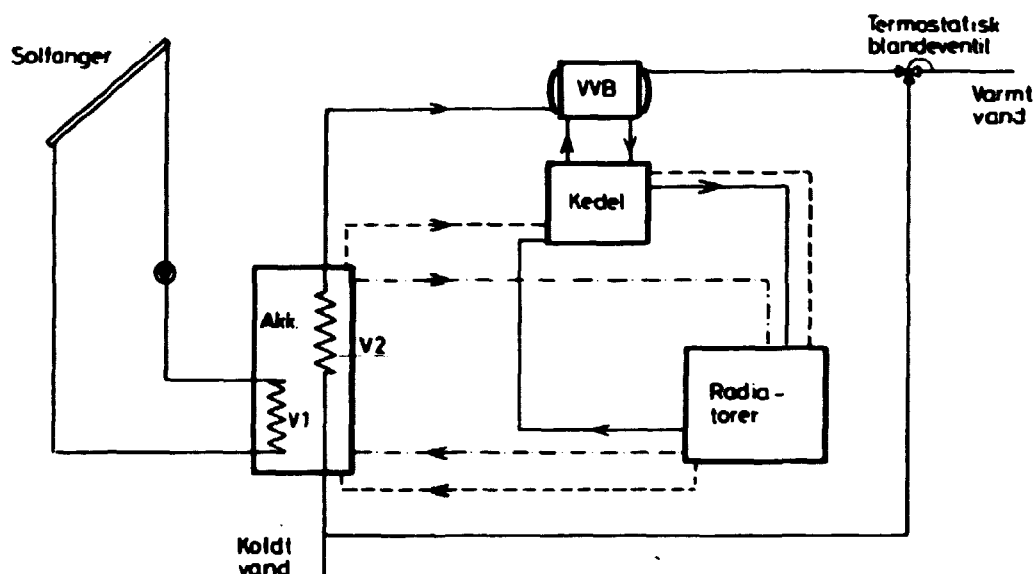 Solfanger
Termostatisk
blandeventil
VVB
Varmt
vand
Kedel
Akk.
V2
V1
Radia-
torer
Koldt
vand